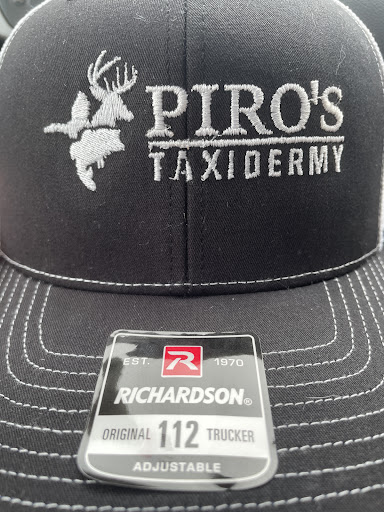 PIRO'S
TAXIDERMY
EST. R 1970
RICHARDSON®
ORIGINAL 112 TRUCKER
ADJUSTABLE